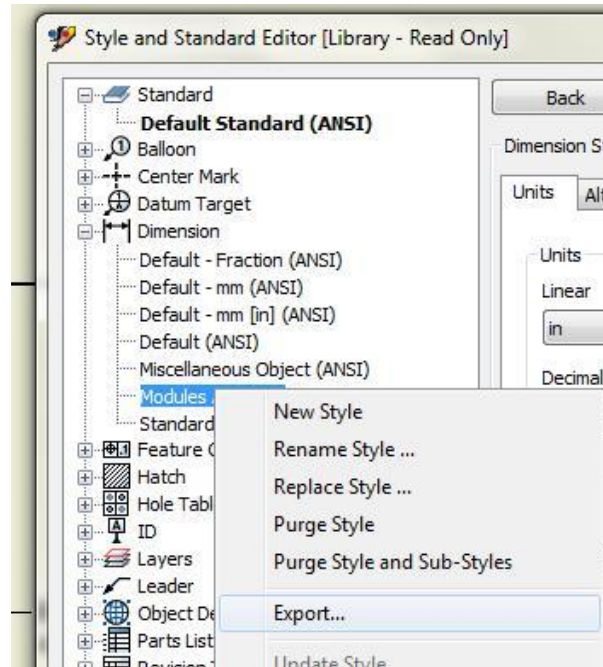 Style and Standard Editor [Library - Read Only]
Standard
Default Standard (ANSI)
Balloon
Center Mark
Datum Target
Dimension
Default - Fraction (ANSI)
Default - mm (ANSI)
Default - mm [in] (ANSI)
Default (ANSI)
Miscellaneous Object (ANSI)
Modules
Standard
Feature
Hatch
Hole
ID
Layers
Leader
Object
Parts List
Back
Dimension
Units
Units
Linear
in
New Style
Rename Style ...
Replace Style ...
Purge Style
Purge Style and Sub-Styles
Export...
Update Style